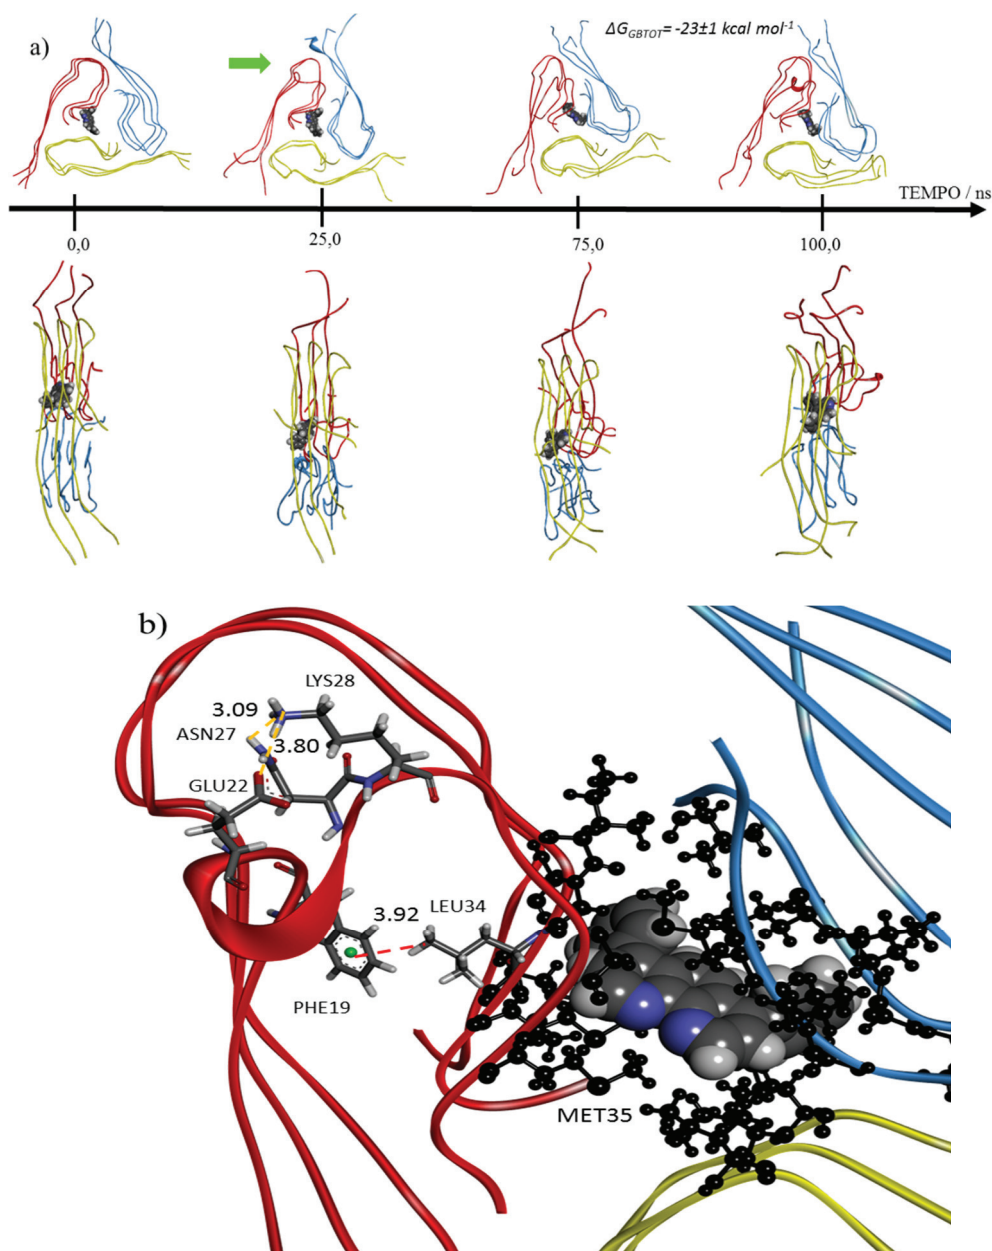 a)
ΔG_GBTOT= -23±1 kcal mol⁻¹
TEMPO / ns
0,0
25,0
75,0
100,0
b)
LYS28
3.09
ASN27
3.80
GLU22
3.92
LEU34
PHE19
MET35